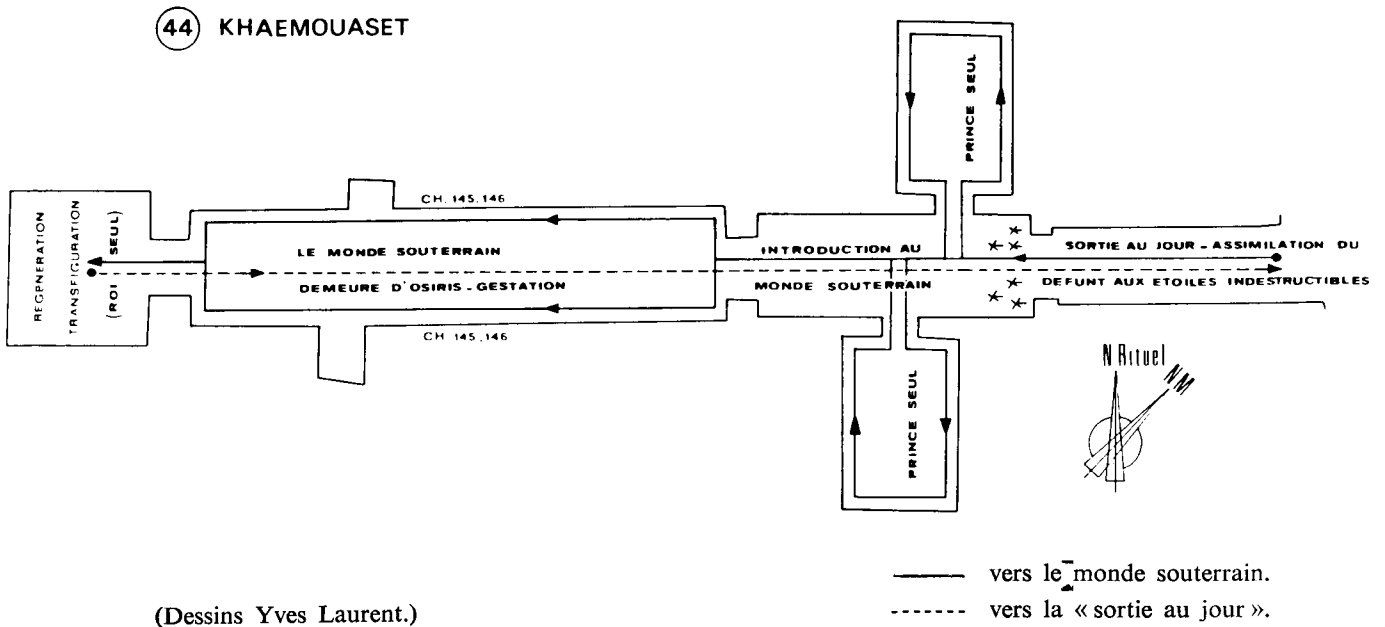 44 KHAEMOUASET
PRINCE SEUL
CH. 145, 146
REGENERATION
TRANSFIGURATION
(ROI SEUL)
LE MONDE SOUTERRAIN
INTRODUCTION AU
SORTIE AU JOUR - ASSIMILATION DU
DEMEURE D'OSIRIS - GESTATION
MONDE SOUTERRAIN
DEFUNT AUX ETOILES INDESTRUCTIBLES
CH 145, 146
PRINCE SEUL
N Rituel
NM
vers le monde souterrain.
(Dessins Yves Laurent.)
vers la « sortie au jour ».